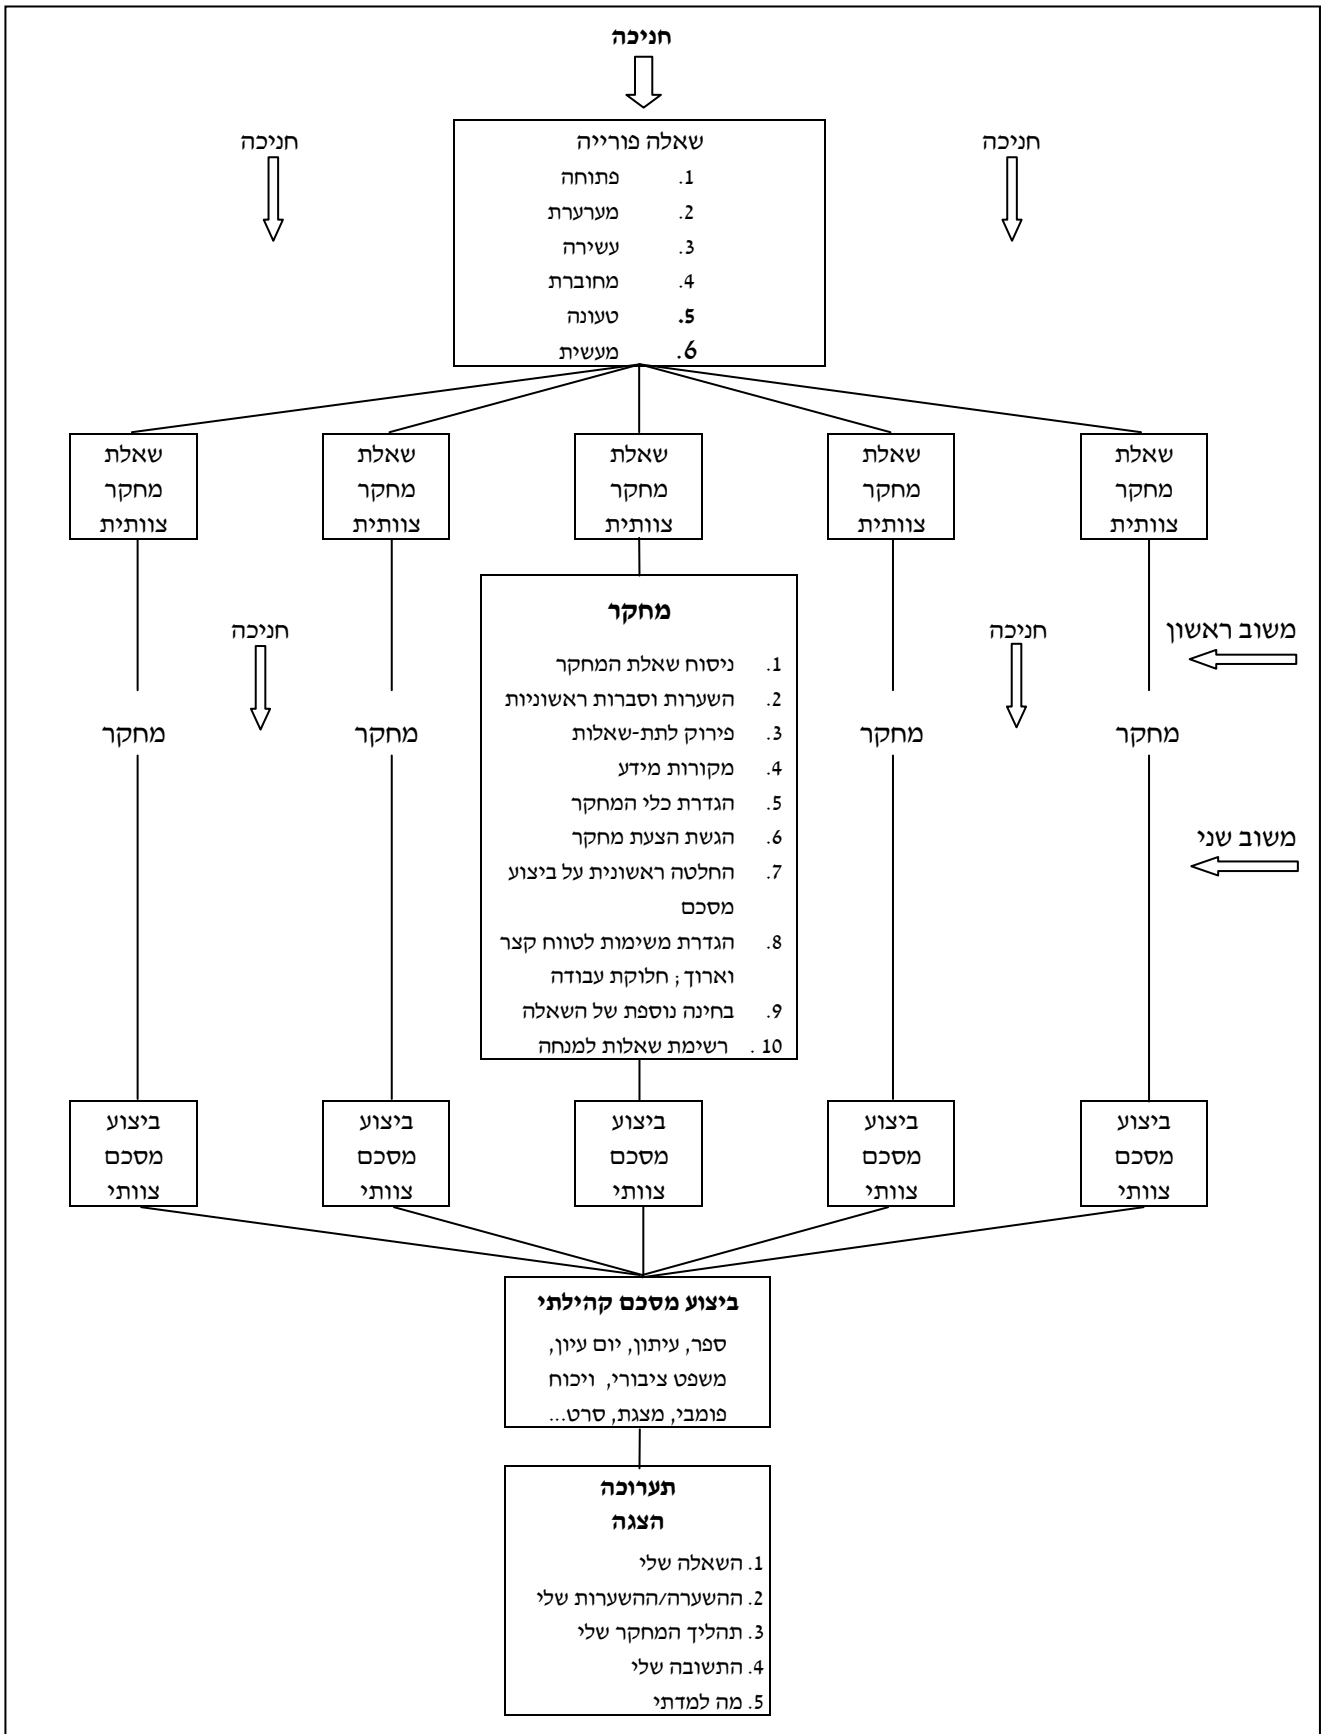 חניכה
חניכה
חניכה
שאלה פורייה
1. פתוחה
2. מערערת
3. עשירה
4. מחוברת
5. טעונה
6. מעשית
שאלת
מחקר
צוותית
שאלת
מחקר
צוותית
שאלת
מחקר
צוותית
שאלת
מחקר
צוותית
שאלת
מחקר
צוותית
משוב ראשון
חניכה
חניכה
מחקר
1. ניסוח שאלת המחקר
2. השערות וסברות ראשוניות
3. פירוק לתת-שאלות
4. מקורות מידע
5. הגדרת כלי המחקר
6. הגשת הצעת מחקר
7. החלטה ראשונית על ביצוע
מסכם
8. הגדרת משימות לטווח קצר
וארוך; חלוקת עבודה
9. בחינה נוספת של השאלה
10. רשימת שאלות למנחה
מחקר
מחקר
מחקר
מחקר
משוב שני
ביצוע
מסכם
צוותי
ביצוע
מסכם
צוותי
ביצוע
מסכם
צוותי
ביצוע
מסכם
צוותי
ביצוע
מסכם
צוותי
ביצוע מסכם קהילתי
ספר, עיתון, יום עיון,
משפט ציבורי, ויכוח
פומבי, מצגת, סרט...
תערוכה
הצגה
1. השאלה שלי
2. ההשערה/ההשערות שלי
3. תהליך המחקר שלי
4. התשובה שלי
5. מה למדתי